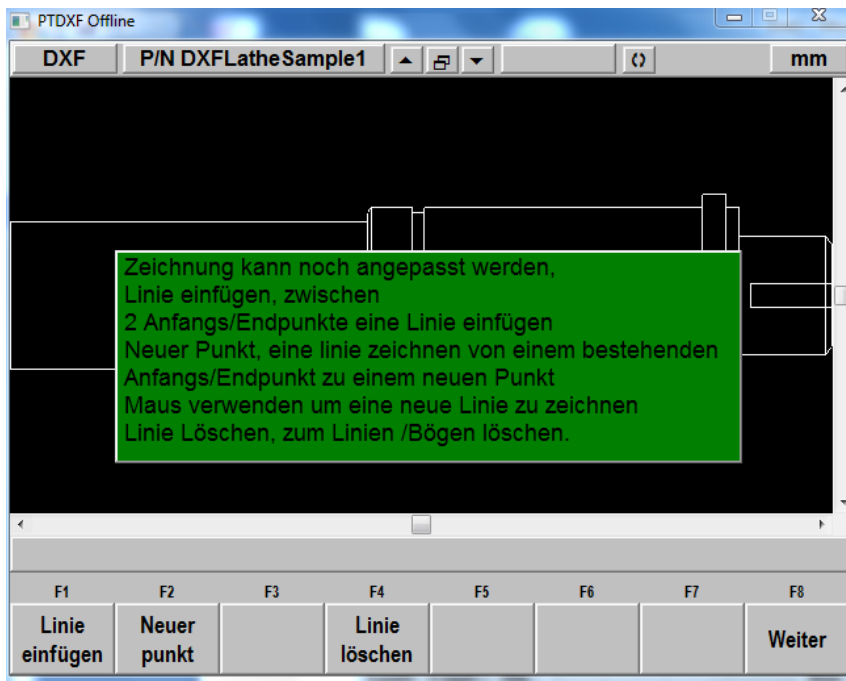 PTDXF Offline
DXF P/N DXFLatheSample1 mm
Zeichnung kann noch angepasst werden,
Linie einfügen, zwischen
2 Anfangs/Endpunkte eine Linie einfügen
Neuer Punkt, eine linie zeichnen von einem bestehenden
Anfangs/Endpunkt zu einem neuen Punkt
Maus verwenden um eine neue Linie zu zeichnen
Linie Löschen, zum Linien /Bögen löschen.
F1 F2 F3 F4 F5 F6 F7 F8
Linie Neuer Linie
einfügen punkt löschen Weiter